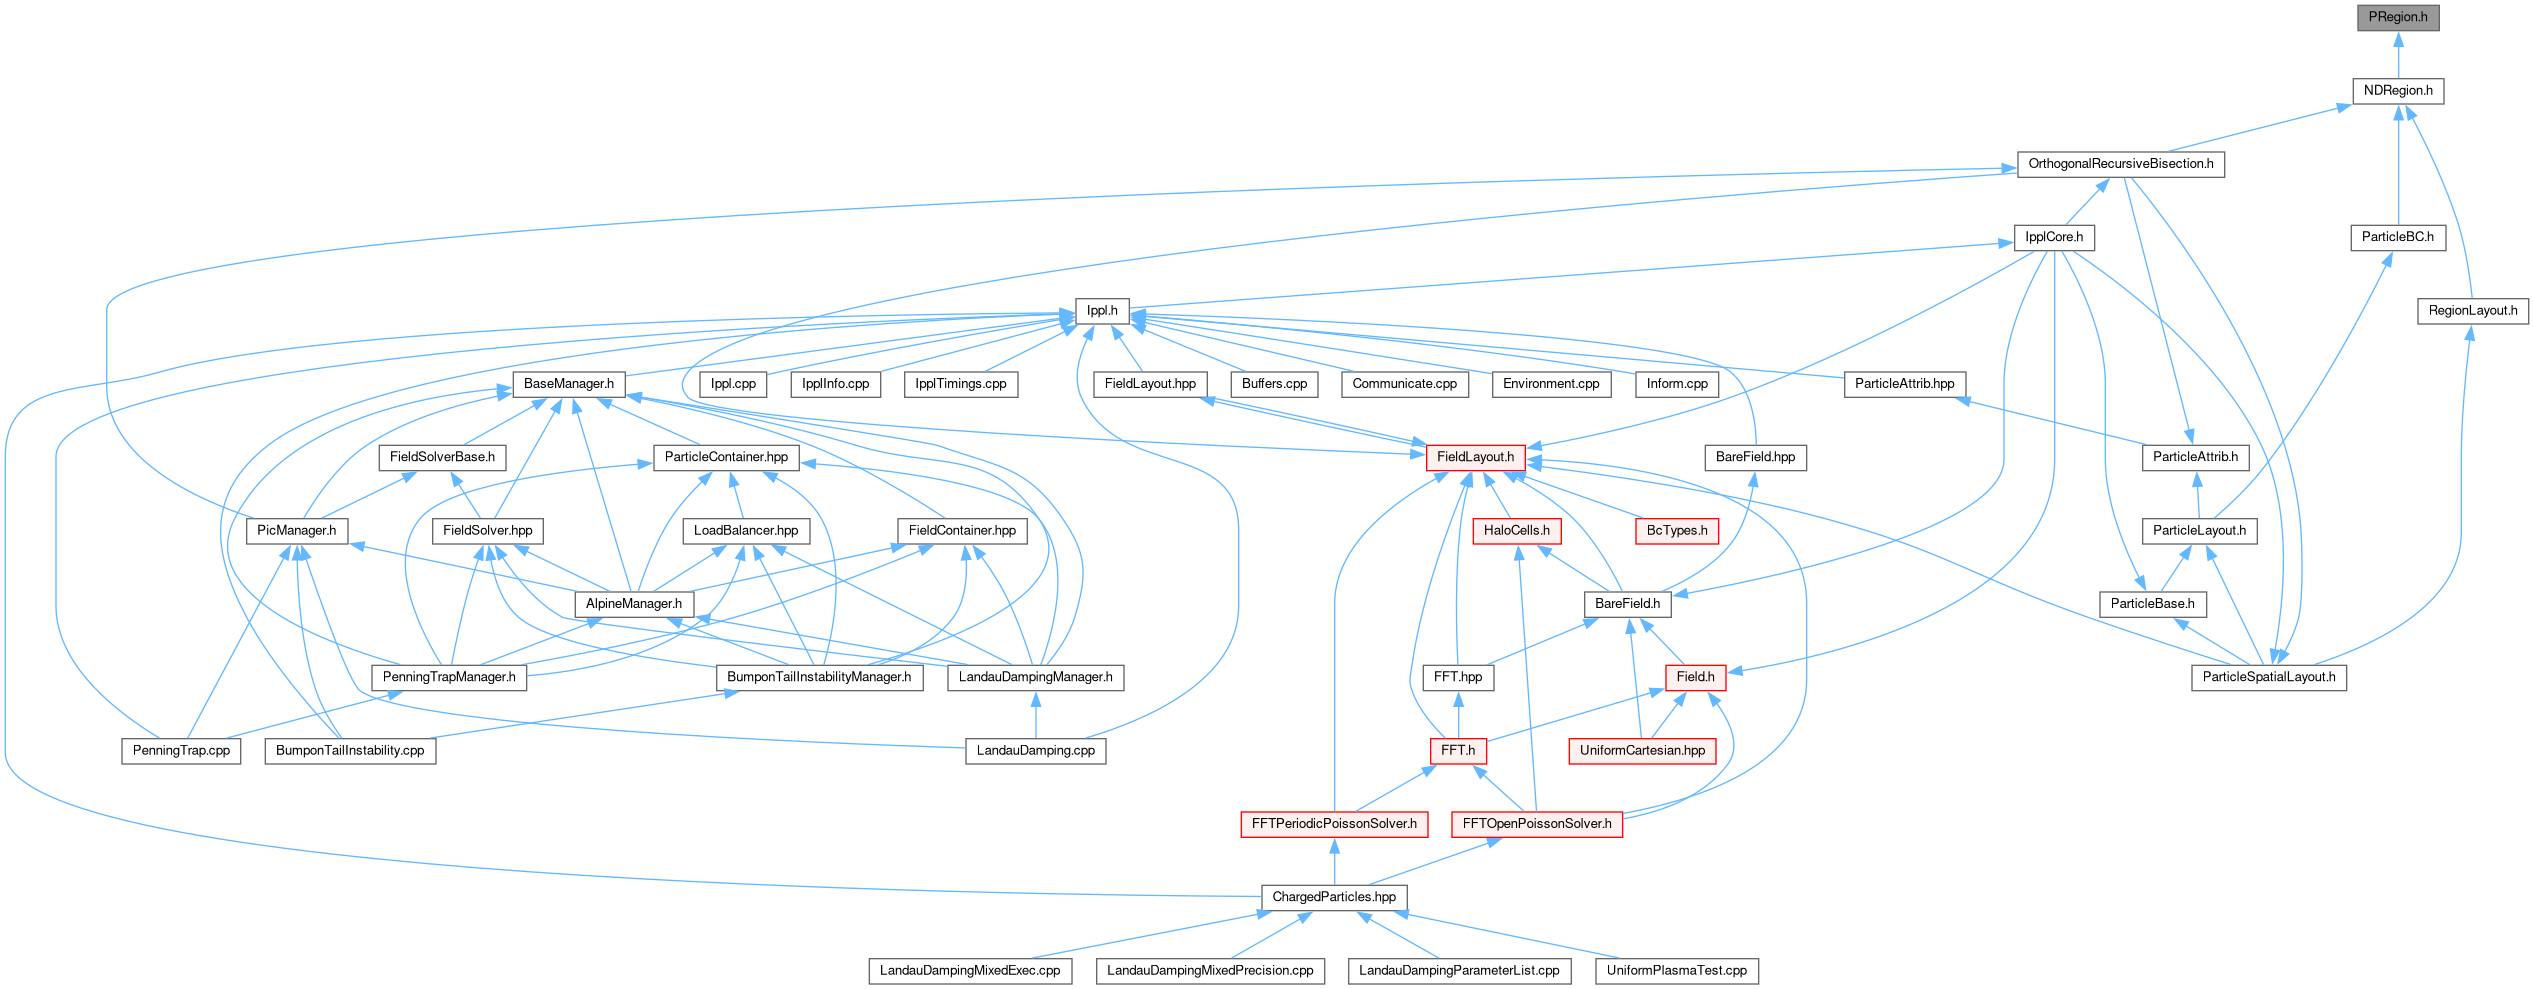 PRegion.h
NDRegion.h
OrthogonalRecursiveBisection.h
IpplCore.h
ParticleBC.h
Ippl.h
RegionLayout.h
BaseManager.h
Ippl.cpp
IpplInfo.cpp
IpplTimings.cpp
FieldLayout.hpp
Buffers.cpp
Communicate.cpp
Environment.cpp
Inform.cpp
ParticleAttrib.hpp
FieldSolverBase.h
ParticleContainer.hpp
FieldLayout.h
BareField.hpp
ParticleAttrib.h
PicManager.h
FieldSolver.hpp
LoadBalancer.hpp
FieldContainer.hpp
HaloCells.h
BcTypes.h
ParticleLayout.h
AlpineManager.h
BareField.h
ParticleBase.h
PenningTrapManager.h
BumponTailInstabilityManager.h
LandauDampingManager.h
FFT.hpp
Field.h
ParticleSpatialLayout.h
PenningTrap.cpp
BumponTailInstability.cpp
LandauDamping.cpp
FFT.h
UniformCartesian.hpp
FFTPeriodicPoissonSolver.h
FFTOpenPoissonSolver.h
ChargedParticles.hpp
LandauDampingMixedExec.cpp
LandauDampingMixedPrecision.cpp
LandauDampingParameterList.cpp
UniformPlasmaTest.cpp